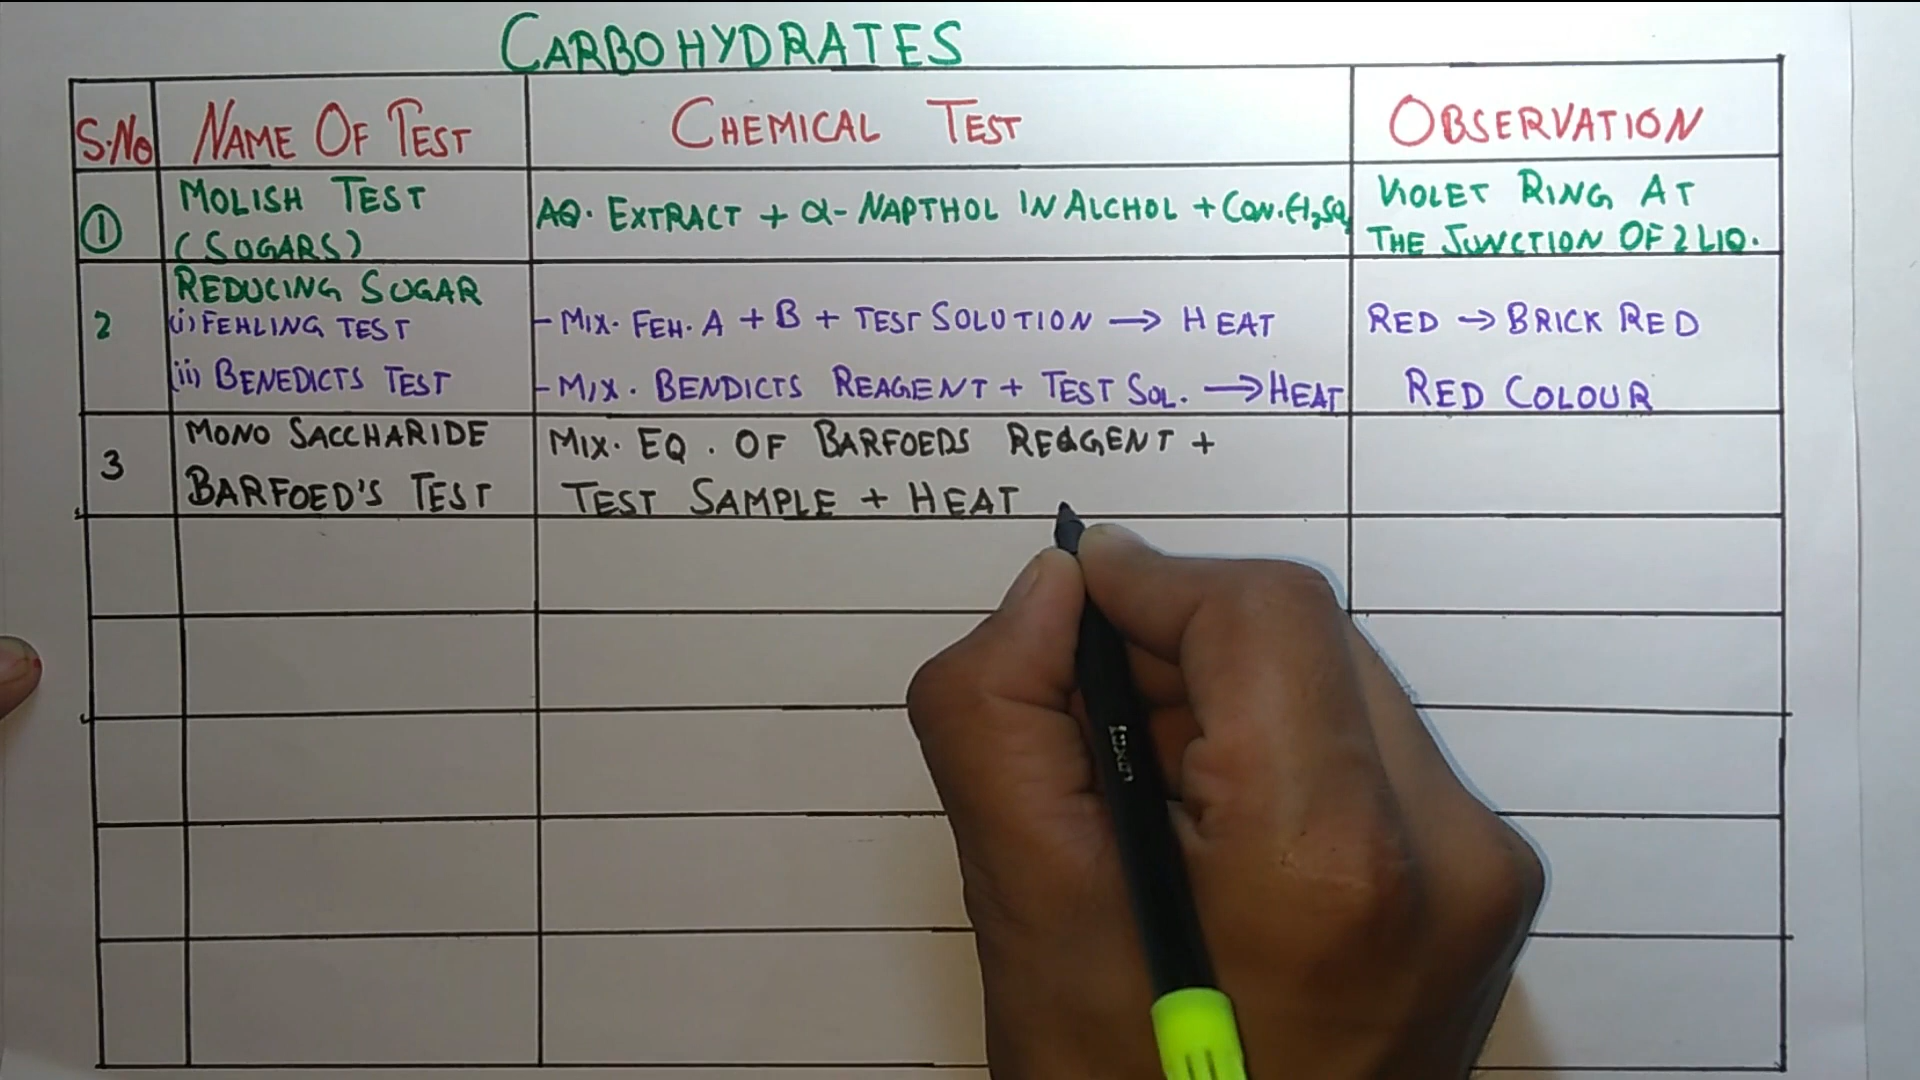 CARBOHYDRATES
S.No NAME OF TEST CHEMICAL TEST OBSERVATION
① MOLISH TEST
(SUGARS)
AQ. EXTRACT + α-NAPTHOL IN ALCHOL + CON. H₂SO₄
VIOLET RING AT
THE JUNCTION OF 2 LIQ.
2
REDUCING SUGAR
(i) FEHLING TEST
- MIX. FEH. A + B + TEST SOLUTION → HEAT
RED → BRICK RED
(ii) BENEDICTS TEST
- MIX. BENDICTS REAGENT + TEST SOL. → HEAT
RED COLOUR
3
MONO SACCHARIDE
BARFOED'S TEST
MIX. EQ. OF BARFOEDS REAGENT +
TEST SAMPLE + HEAT
luxor